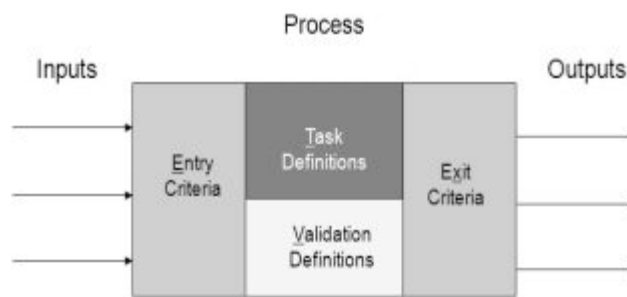 Process
Inputs
Outputs
Entry
Criteria
Task
Definitions
Validation
Definitions
Exit
Criteria